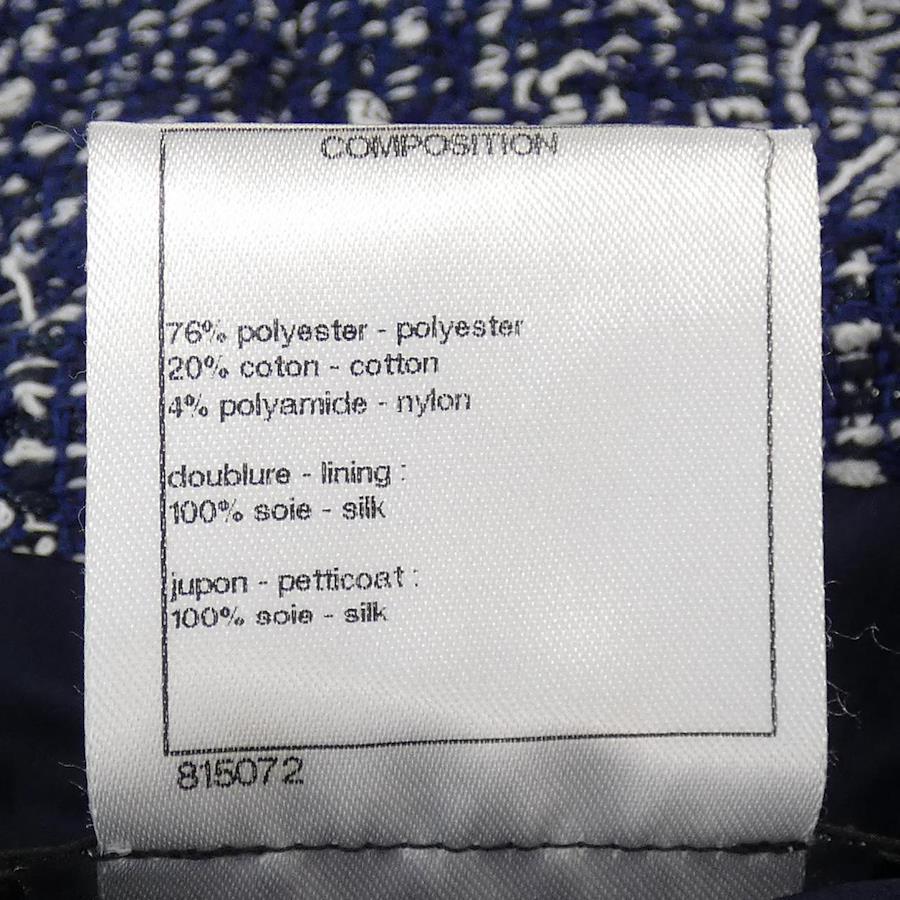 COMPOSITION
76% polyester - polyester
20% coton - cotton
4% polyamide - nylon
doublure - lining :
100% soie - silk
jupon - petticoat :
100% soie - silk
815072